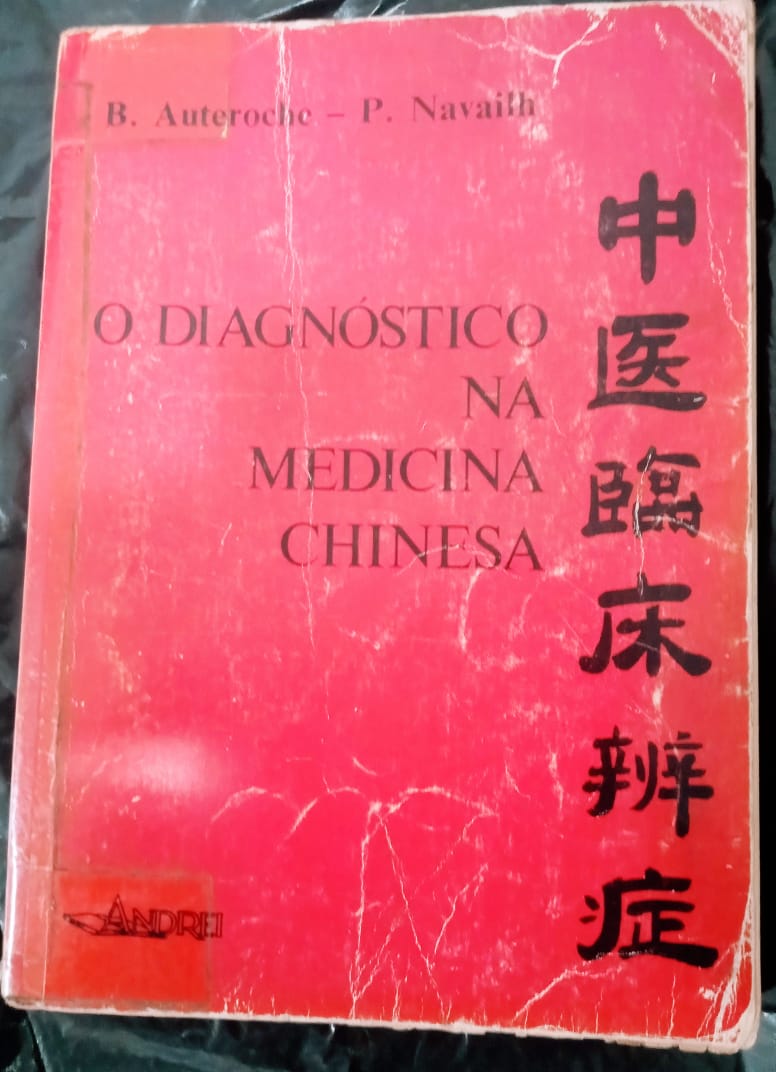 B. Auteroche – P. Navailh
O DIAGNÓSTICO
NA
MEDICINA
CHINESA
中医臨床辨症
ANDREI